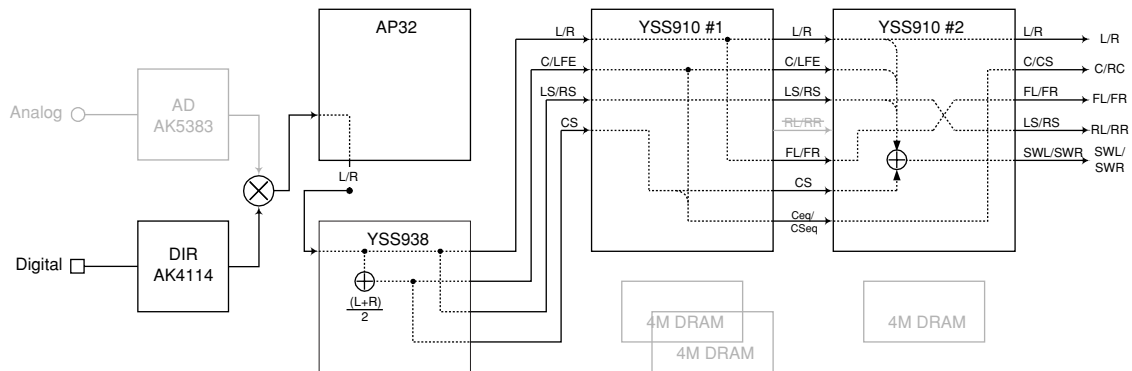 AP32
YSS910 #1
YSS910 #2
L/R
L/R
L/R
L/R
C/LFE
C/LFE
C/CS
C/RC
LS/RS
LS/RS
FL/FR
FL/FR
CS
RL/RR
LS/RS
RL/RR
FL/FR
SWL/SWR
SWL/
SWR
CS
Ceq/
CSeq
Analog
AD
AK5383
L/R
Digital
DIR
AK4114
YSS938
(L+R)
2
4M DRAM
4M DRAM
4M DRAM